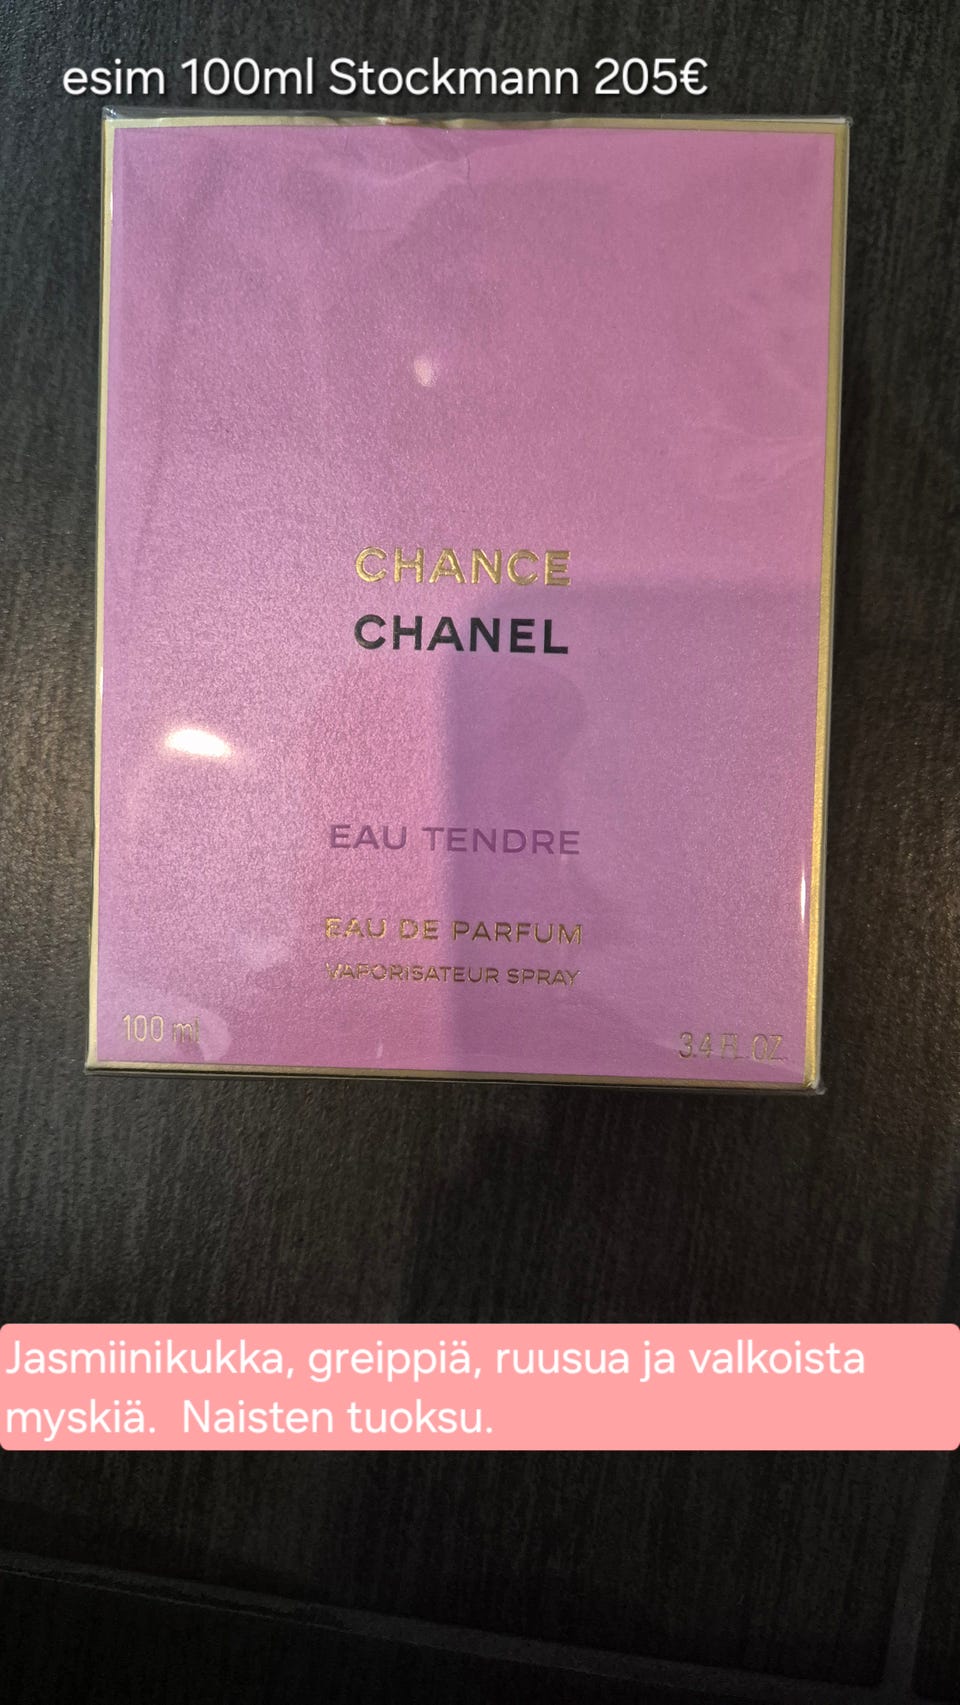 esim 100ml Stockmann 205€
CHANCE
CHANEL
EAU TENDRE
EAU DE PARFUM
VAPORISATEUR SPRAY
100 ml
3.4 FL. OZ.
Jasmiinikukka, greippiä, ruusua ja valkoista
myskiä. Naisten tuoksu.